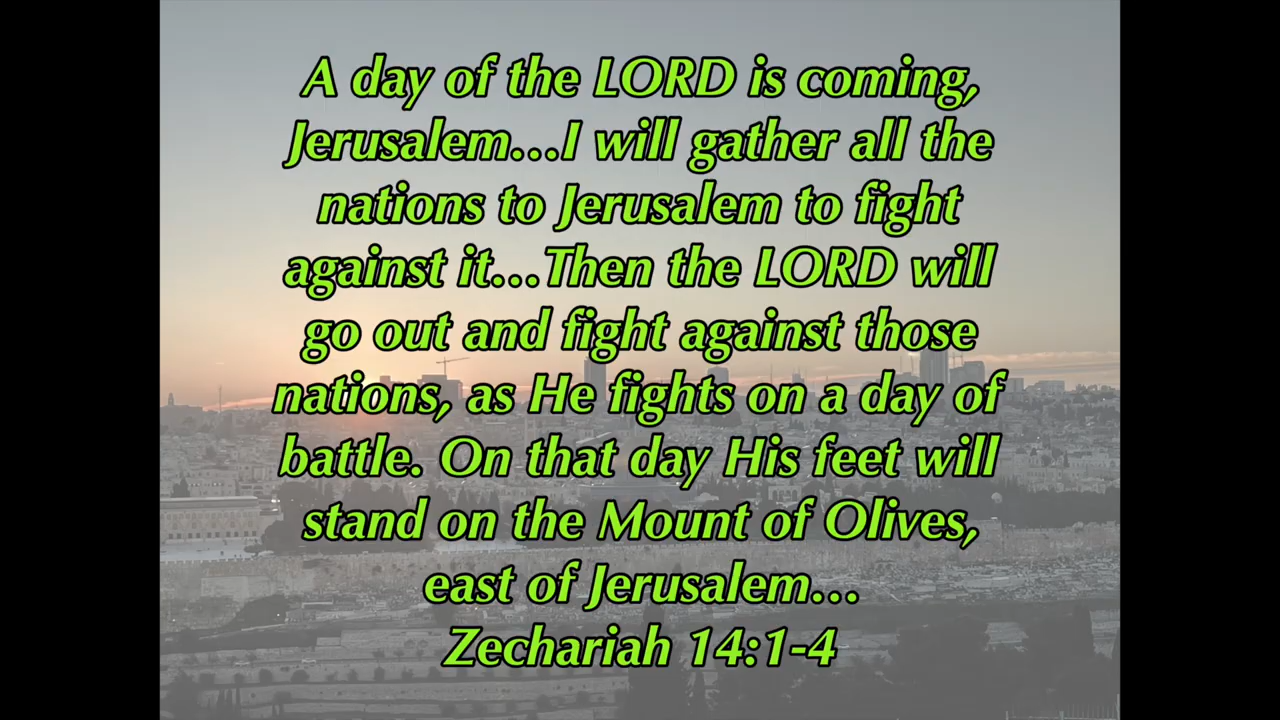 A day of the LORD is coming,
Jerusalem...I will gather all the
nations to Jerusalem to fight
against it...Then the LORD will
go out and fight against those
nations, as He fights on a day of
battle. On that day His feet will
stand on the Mount of Olives,
east of Jerusalem...
Zechariah 14:1-4